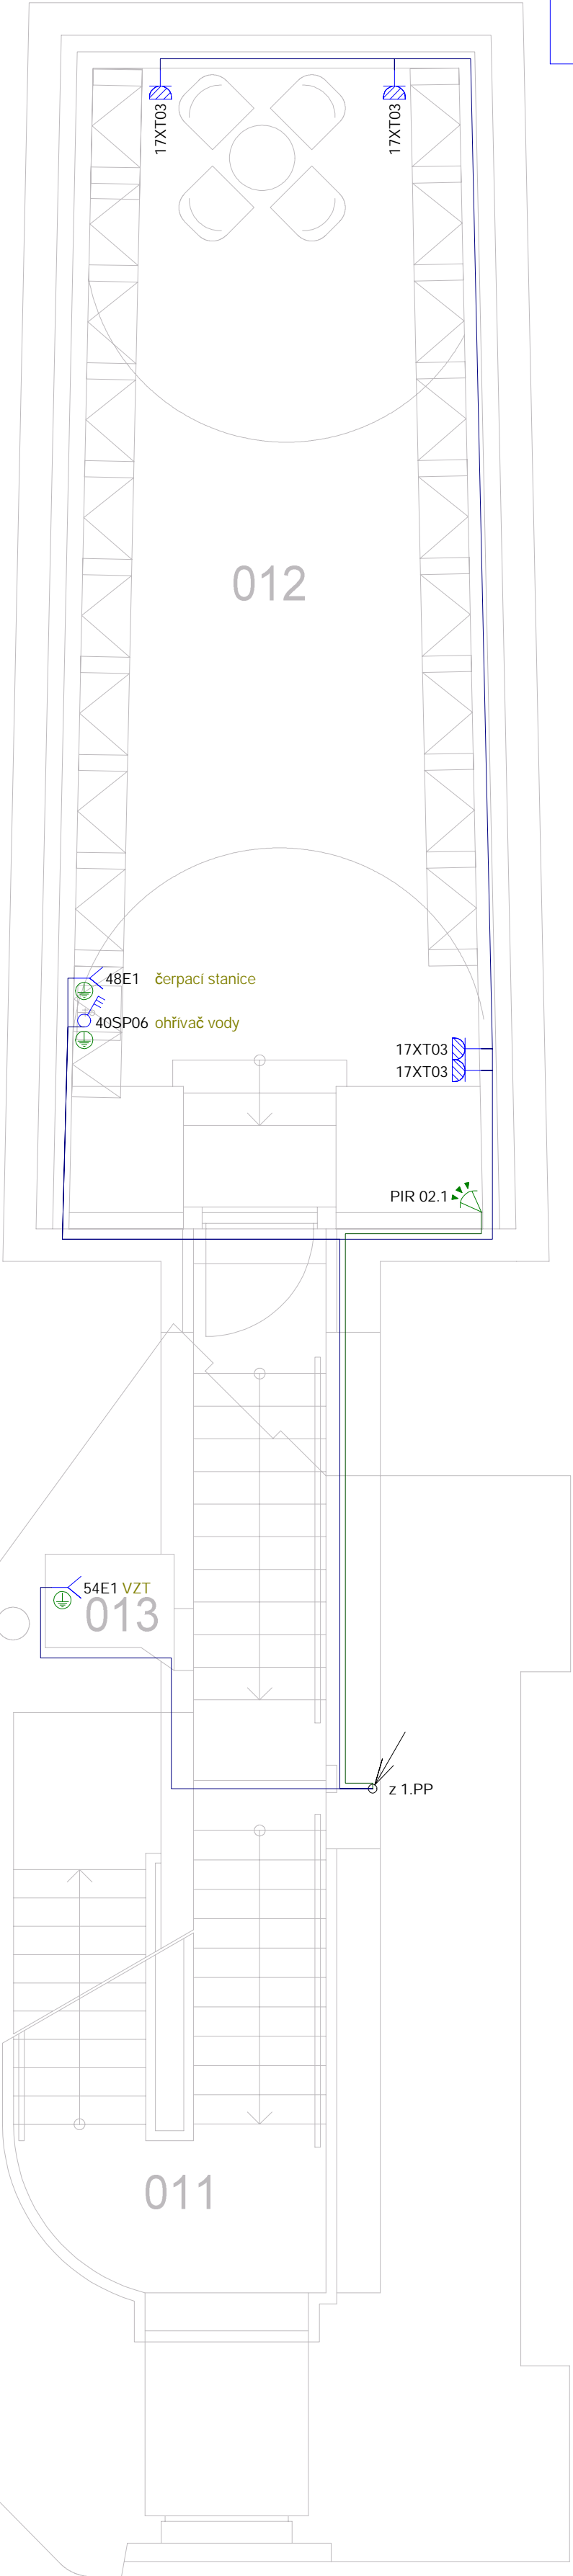 17XT03
17XT03
012
48E1 čerpací stanice
40SP06 ohřívač vody
17XT03
17XT03
PIR 02.1
54E1 VZT
013
z 1.PP
011